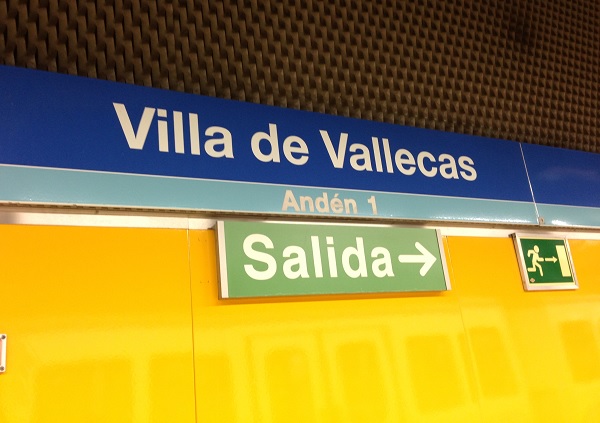 Villa de Vallecas
Andén 1
Salida